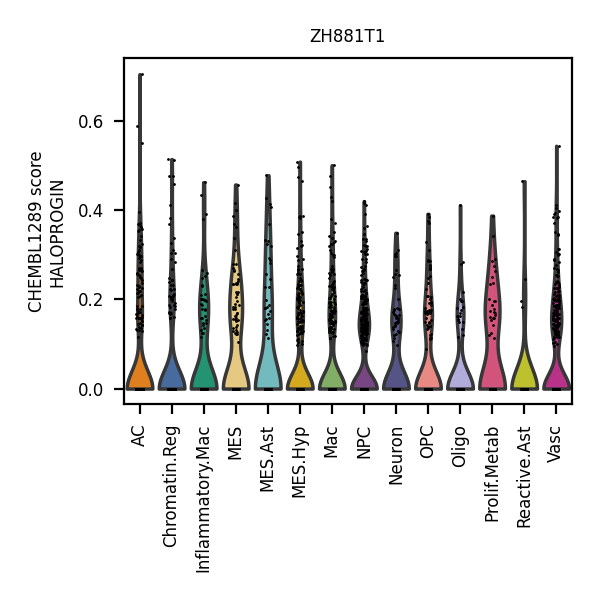 ZH881T1
CHEMBL1289 score
HALOPROGIN
0.6
0.4
0.2
0.0
AC
Chromatin.Reg
Inflammatory.Mac
MES
MES.Ast
MES.Hyp
Mac
NPC
Neuron
OPC
Oligo
Prolif.Metab
Reactive.Ast
Vasc